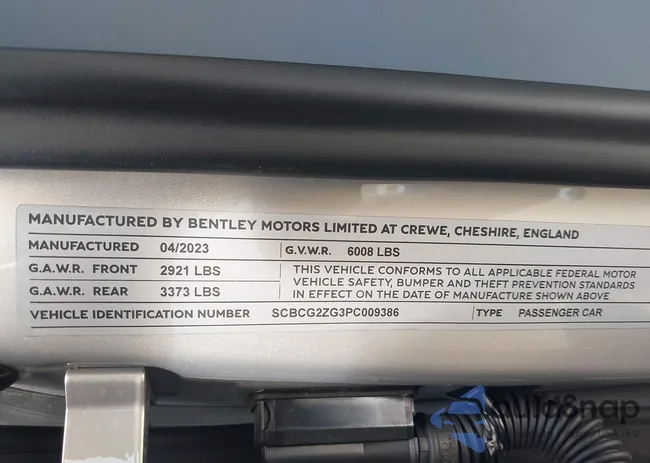 MANUFACTURED BY BENTLEY MOTORS LIMITED AT CREWE, CHESHIRE, ENGLAND
MANUFACTURED 04/2023 G.V.W.R. 6008 LBS
G.A.W.R. FRONT 2921 LBS
G.A.W.R. REAR 3373 LBS
THIS VEHICLE CONFORMS TO ALL APPLICABLE FEDERAL MOTOR
VEHICLE SAFETY, BUMPER AND THEFT PREVENTION STANDARDS
IN EFFECT ON THE DATE OF MANUFACTURE SHOWN ABOVE
VEHICLE IDENTIFICATION NUMBER SCBCG2ZG3PC009386 TYPE PASSENGER CAR